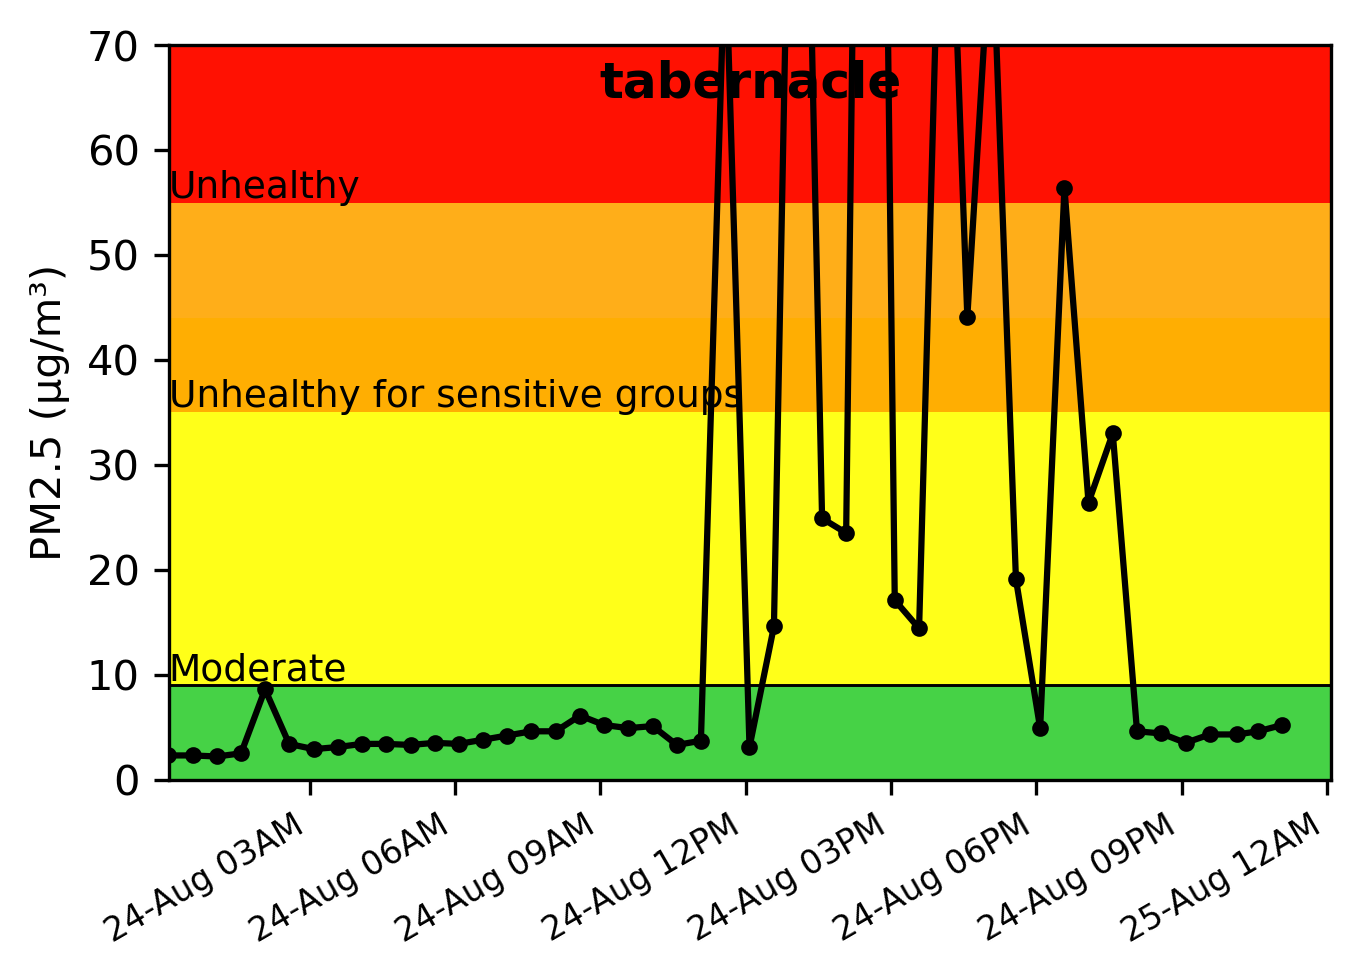 tabernacle
70
60
50
40
30
20
10
0
PM2.5 (µg/m³)
Unhealthy
Unhealthy for sensitive groups
Moderate
24-Aug 03AM
24-Aug 06AM
24-Aug 09AM
24-Aug 12PM
24-Aug 03PM
24-Aug 06PM
24-Aug 09PM
25-Aug 12AM